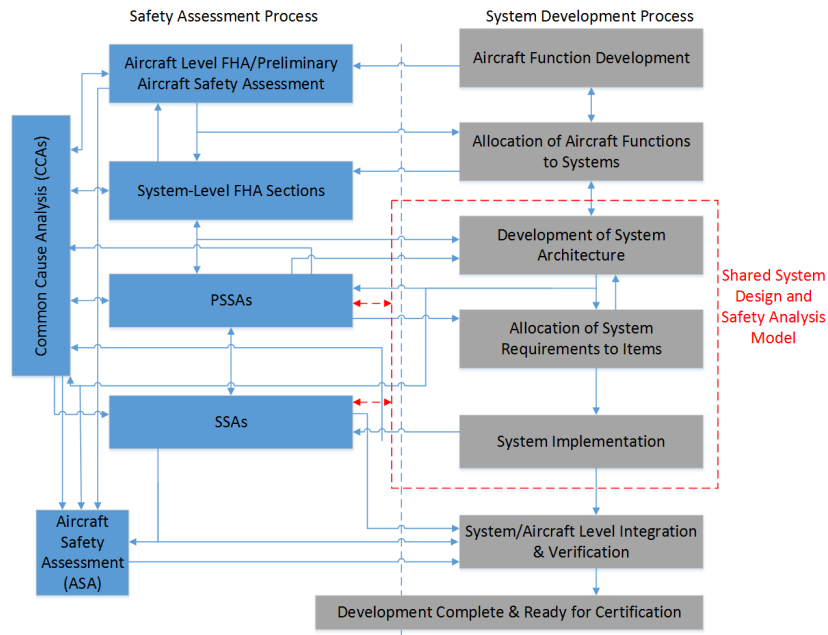 Safety Assessment Process
System Development Process
Aircraft Level FHA/Preliminary
Aircraft Safety Assessment
Aircraft Function Development
Common Cause Analysis (CCAs)
Allocation of Aircraft Functions
to Systems
System-Level FHA Sections
Development of System
Architecture
Shared System
Design and
Safety Analysis
Model
PSSAs
Allocation of System
Requirements to Items
SSAs
System Implementation
Aircraft
Safety
Assessment
(ASA)
System/Aircraft Level Integration
& Verification
Development Complete & Ready for Certification